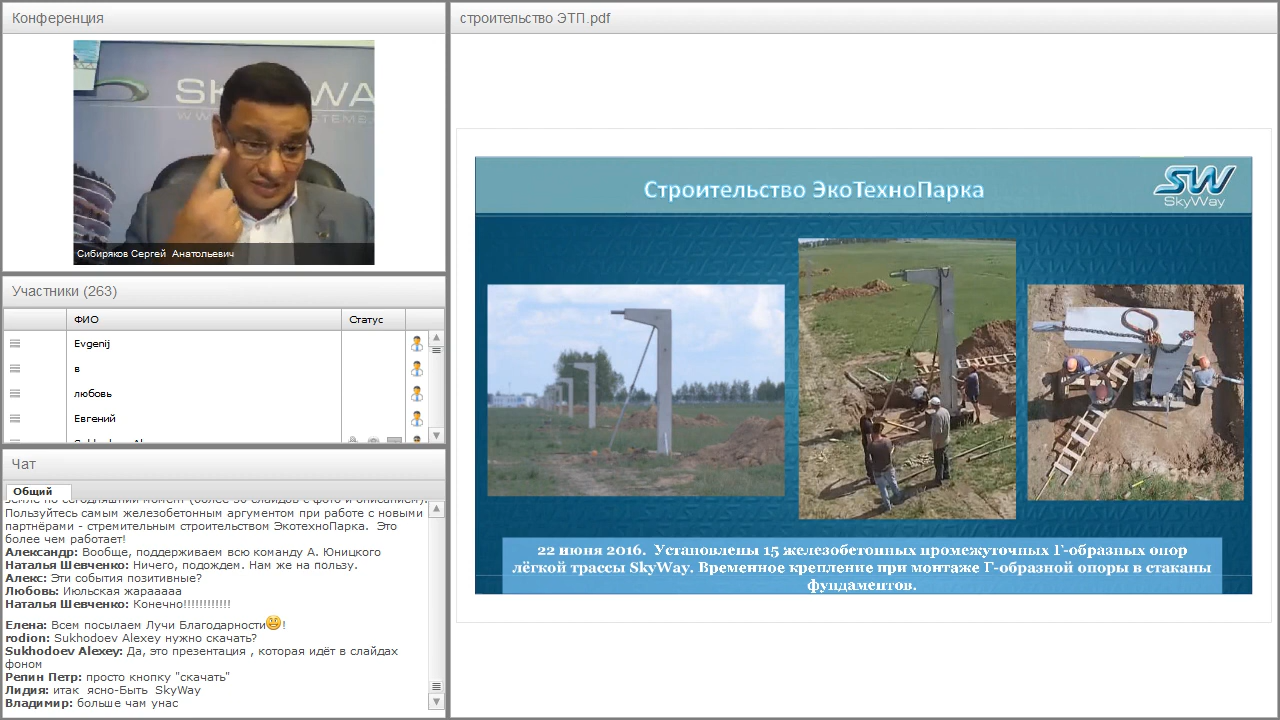 Конференция
SKYWAY
Сибиряков Сергей Анатольевич
Участники (263)
ФИО
Статус
Evgenij
в
любовь
Евгений
Чат
Общий
Пользуйтесь самым железобетонным аргументом при работе с новыми
партнёрами - стремительным строительством ЭкотехноПарка. Это
более чем работает!
Александр: Вообще, поддерживаем всю команду А. Юницкого
Наталья Шевченко: Ничего, подождем. Нам же на пользу.
Алекс: Эти события позитивные?
Любовь: Июльская жара
Наталья Шевченко: Конечно!!!!!!!!!!!!
Елена: Всем посылаем Лучи Благодарности !
rodion: Sukhodoev Alexey нужно скачать?
Sukhodoev Alexey: Да, это презентация , которая идёт в слайдах
фоном
Репин Петр: просто кнопку "скачать"
Лидия: итак ясно-Быть Sky Way
Владимир: больше чам унас
строительство ЭТП.pdf
Строительство ЭкоТехноПарка
SW
SkyWay
22 июня 2016. Установлены 15 железобетонных промежуточных Г-образных опор
лёгкой трассы SkyWay. Временное крепление при монтаже Г-образной опоры в стаканы
фундаментов.